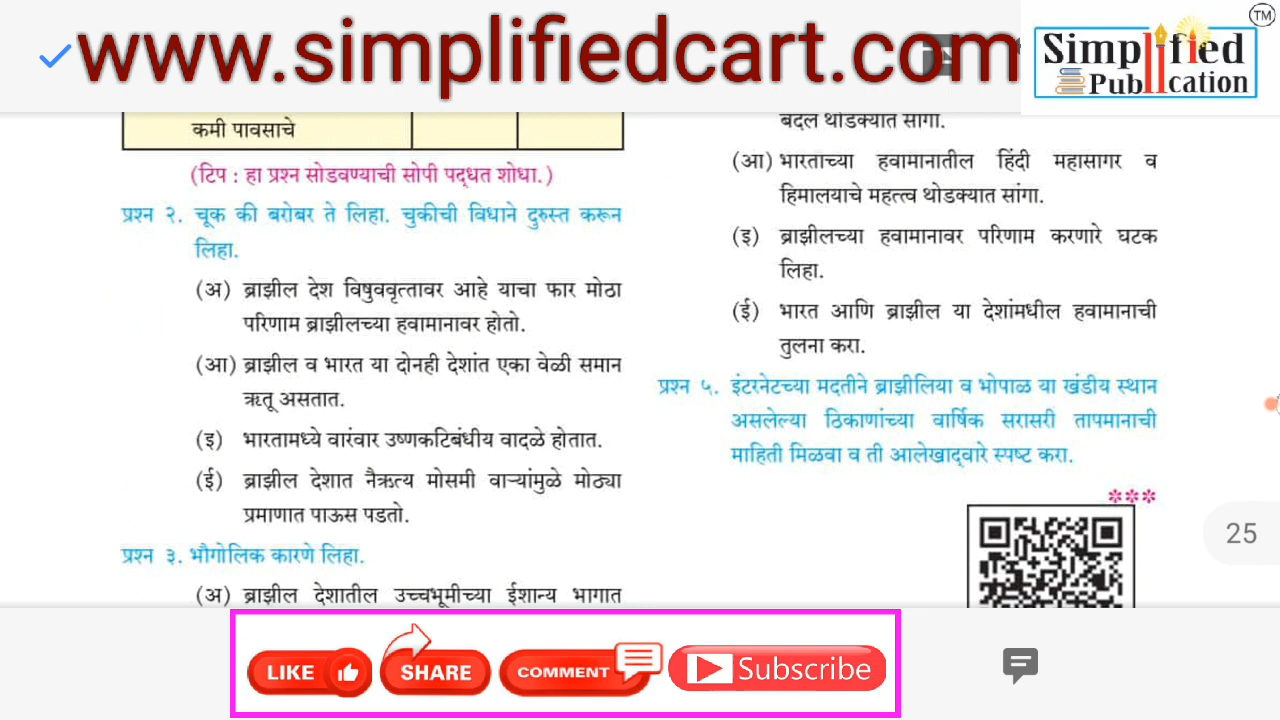 www.simplifiedcart.com
Simplified
Publication
TM
कमी पावसाचे
(टिप : हा प्रश्न सोडवण्याची सोपी पद्धत शोधा.)
प्रश्न २. चूक की बरोबर ते लिहा. चुकीची विधाने दुरुस्त करून
लिहा.
(अ) ब्राझील देश विषुववृत्तावर आहे याचा फार मोठा
परिणाम ब्राझीलच्या हवामानावर होतो.
(आ) ब्राझील व भारत या दोनही देशांत एका वेळी समान
ऋतू असतात.
(इ) भारतामध्ये वारंवार उष्णकटिबंधीय वादळे होतात.
(ई) ब्राझील देशात नैऋत्य मोसमी वाऱ्यांमुळे मोठ्या
प्रमाणात पाऊस पडतो.
प्रश्न ३. भौगोलिक कारणे लिहा.
(अ) ब्राझील देशातील उच्चभूमीच्या ईशान्य भागात
बदल थोडक्यात सांगा.
(आ) भारताच्या हवामानातील हिंदी महासागर व
हिमालयाचे महत्त्व थोडक्यात सांगा.
(इ) ब्राझीलच्या हवामानावर परिणाम करणारे घटक
लिहा.
(ई) भारत आणि ब्राझील या देशांमधील हवामानाची
तुलना करा.
प्रश्न ५. इंटरनेटच्या मदतीने ब्राझीलिया व भोपाळ या खंडीय स्थान
असलेल्या ठिकाणांच्या वार्षिक सरासरी तापमानाची
माहिती मिळवा व ती आलेखाद्वारे स्पष्ट करा.
***
25
LIKE
SHARE
COMMENT
Subscribe